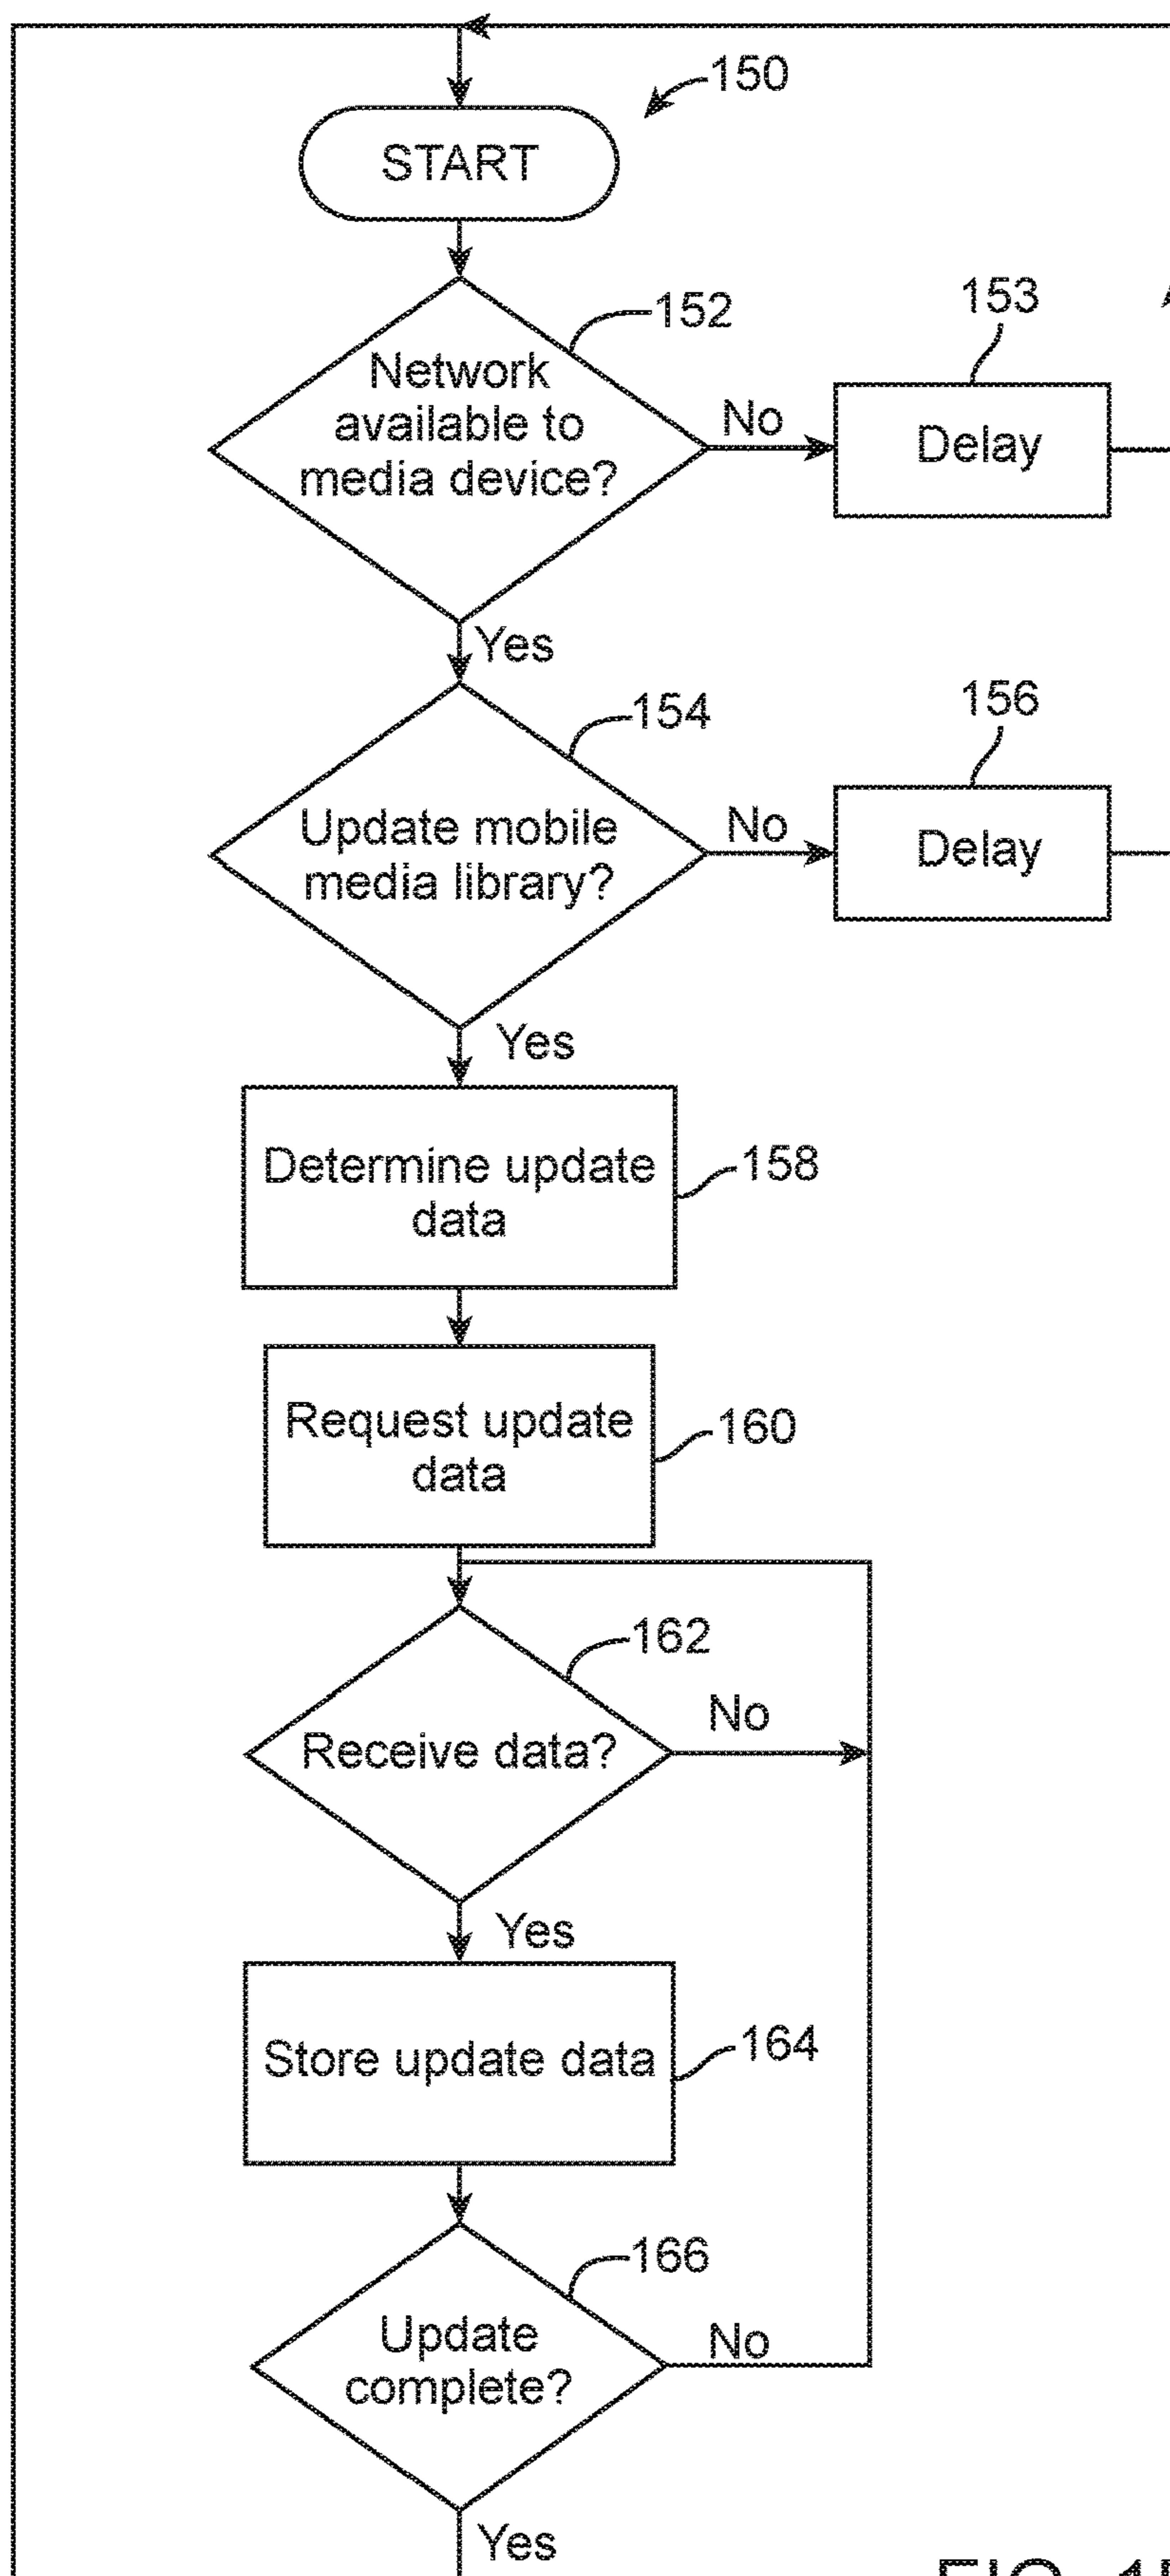 150
START
152
Network
available to
media device?
No
153
Delay
Yes
154
Update mobile
media library?
No
156
Delay
Yes
Determine update
data
158
Request update
data
160
162
Receive data?
No
Yes
Store update data
164
166
Update
complete?
No
Yes